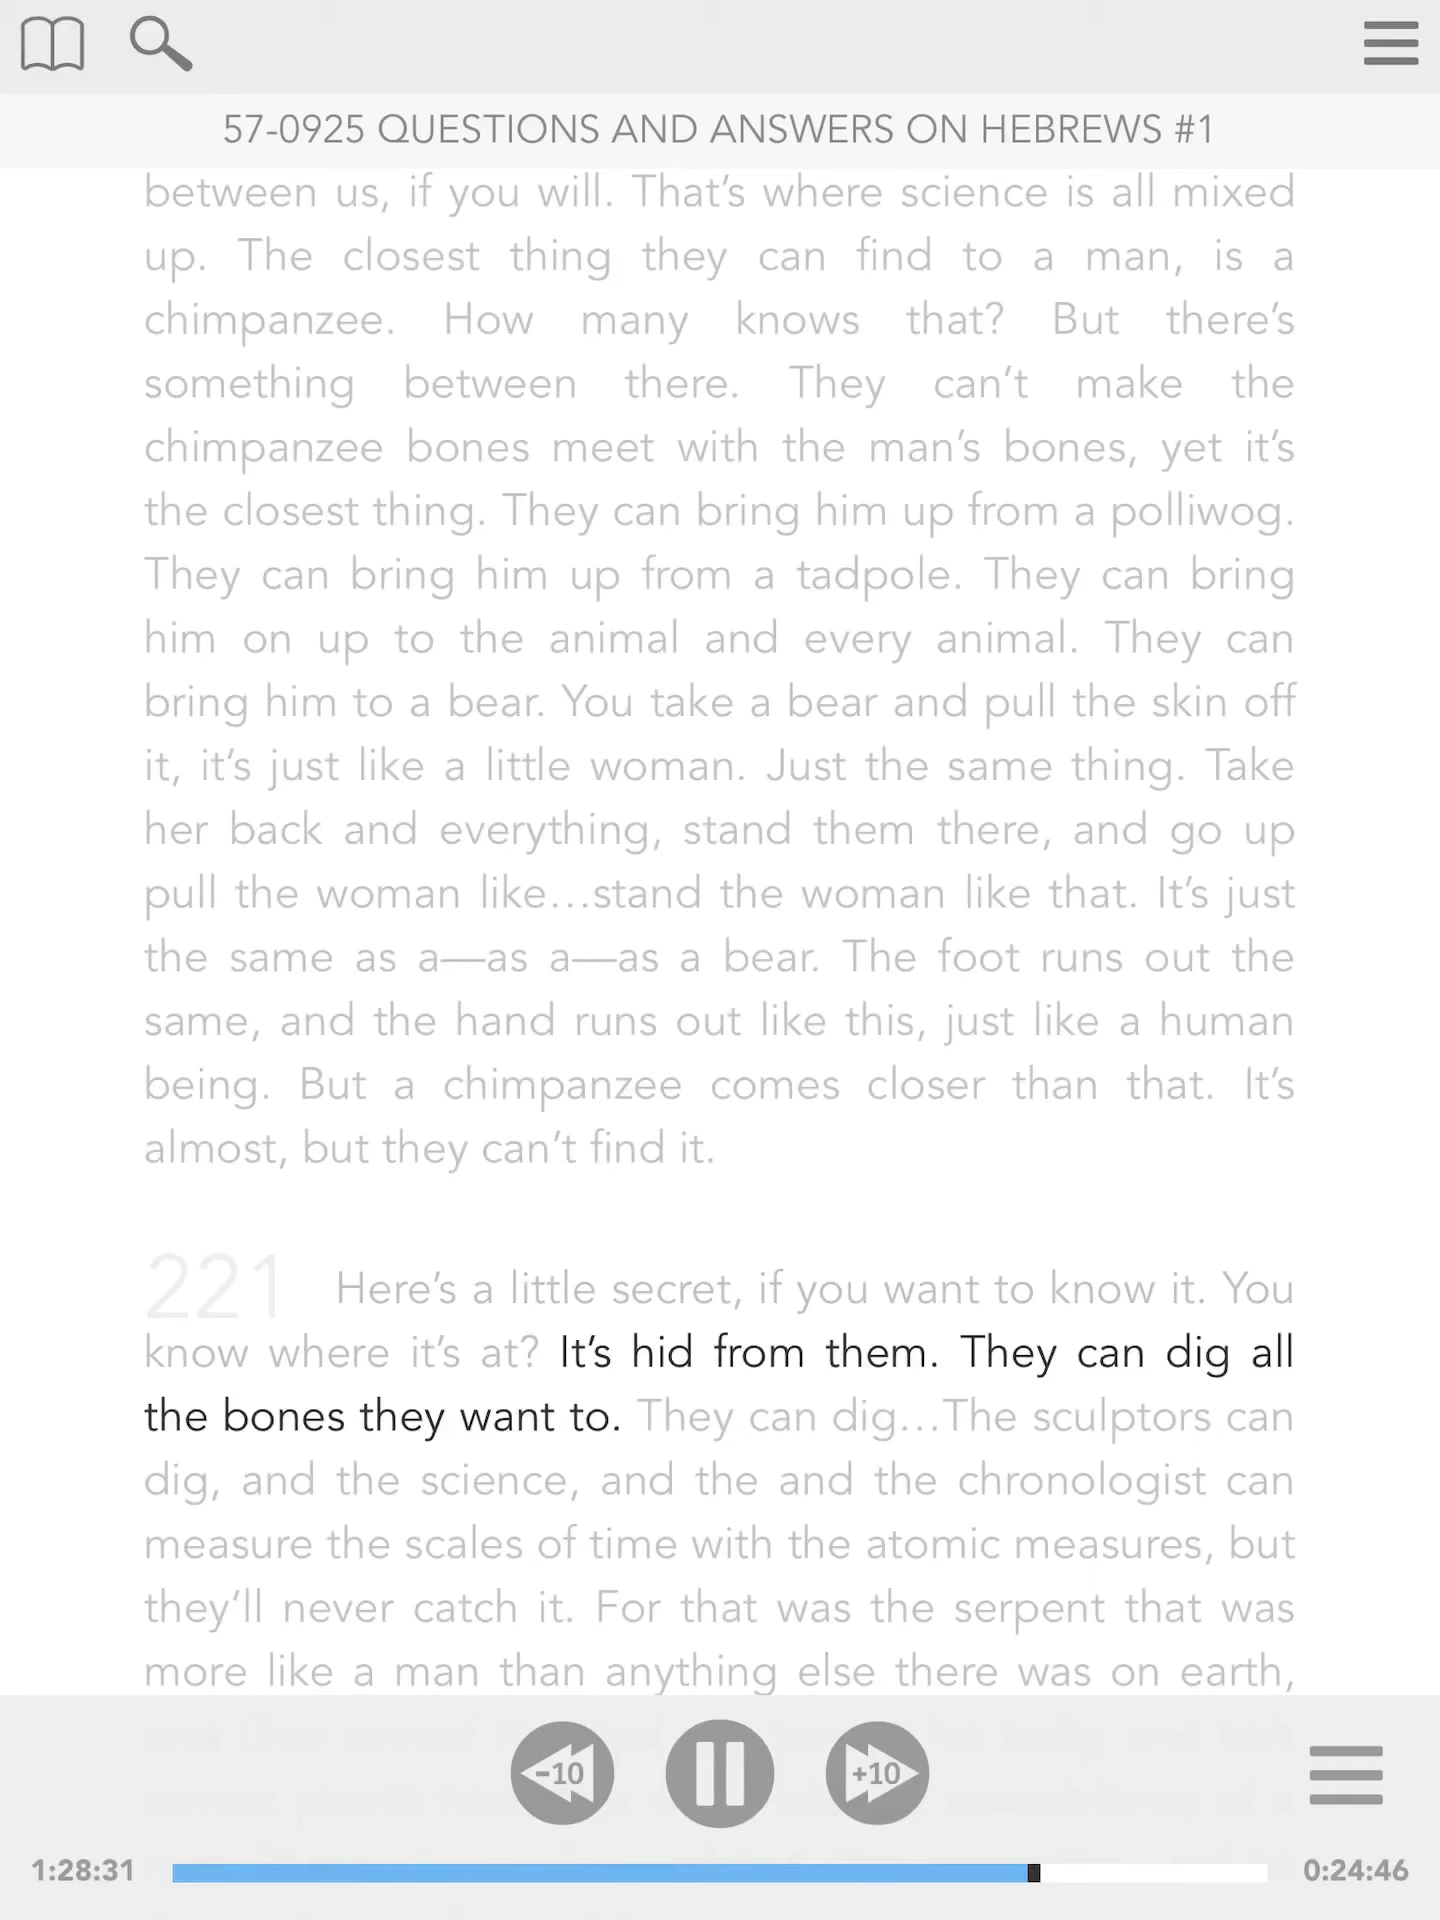 57-0925 QUESTIONS AND ANSWERS ON HEBREWS #1
between us, if you will. That’s where science is all mixed
up. The closest thing they can find to a man, is a
chimpanzee. How many knows that? But there’s
something between there. They can’t make the
chimpanzee bones meet with the man’s bones, yet it’s
the closest thing. They can bring him up from a polliwog.
They can bring him up from a tadpole. They can bring
him on up to the animal and every animal. They can
bring him to a bear. You take a bear and pull the skin off
it, it’s just like a little woman. Just the same thing. Take
her back and everything, stand them there, and go up
pull the woman like…stand the woman like that. It’s just
the same as a—as a—as a bear. The foot runs out the
same, and the hand runs out like this, just like a human
being. But a chimpanzee comes closer than that. It’s
almost, but they can’t find it.
221 Here’s a little secret, if you want to know it. You
know where it’s at? It’s hid from them. They can dig all
the bones they want to. They can dig…The sculptors can
dig, and the science, and the and the chronologist can
measure the scales of time with the atomic measures, but
they’ll never catch it. For that was the serpent that was
more like a man than anything else there was on earth,
-10 +10
1:28:31 0:24:46